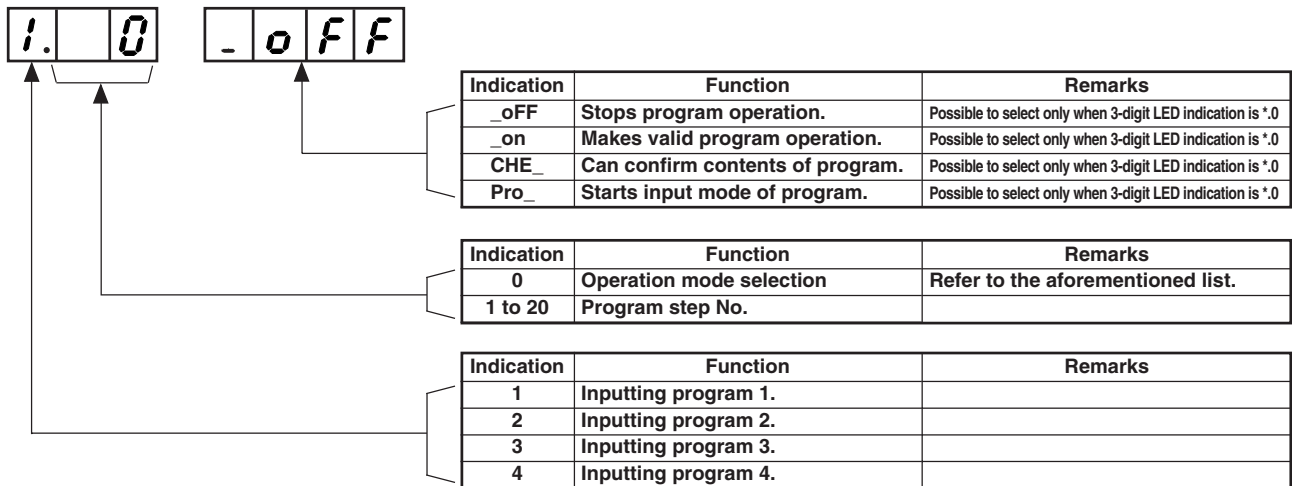 1. 0 _oFF
Indication Function Remarks
_oFF Stops program operation. Possible to select only when 3-digit LED indication is *.0
_on Makes valid program operation. Possible to select only when 3-digit LED indication is *.0
CHE_ Can confirm contents of program. Possible to select only when 3-digit LED indication is *.0
Pro_ Starts input mode of program. Possible to select only when 3-digit LED indication is *.0
Indication Function Remarks
0 Operation mode selection Refer to the aforementioned list.
1 to 20 Program step No.
Indication Function Remarks
1 Inputting program 1.
2 Inputting program 2.
3 Inputting program 3.
4 Inputting program 4.